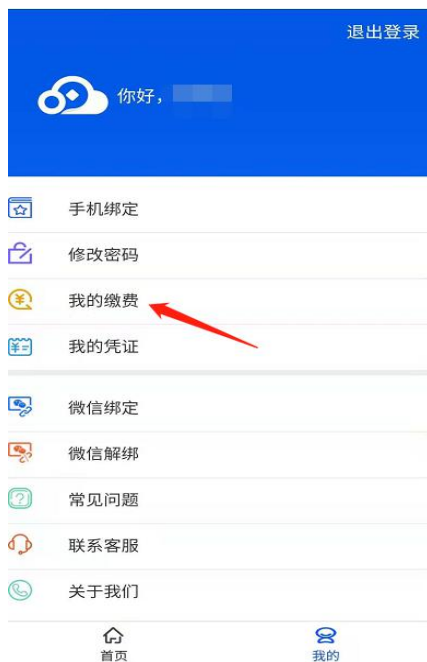 退出登录
你好，
手机绑定
修改密码
我的缴费
我的凭证
微信绑定
微信解绑
常见问题
联系客服
关于我们
首页
我的